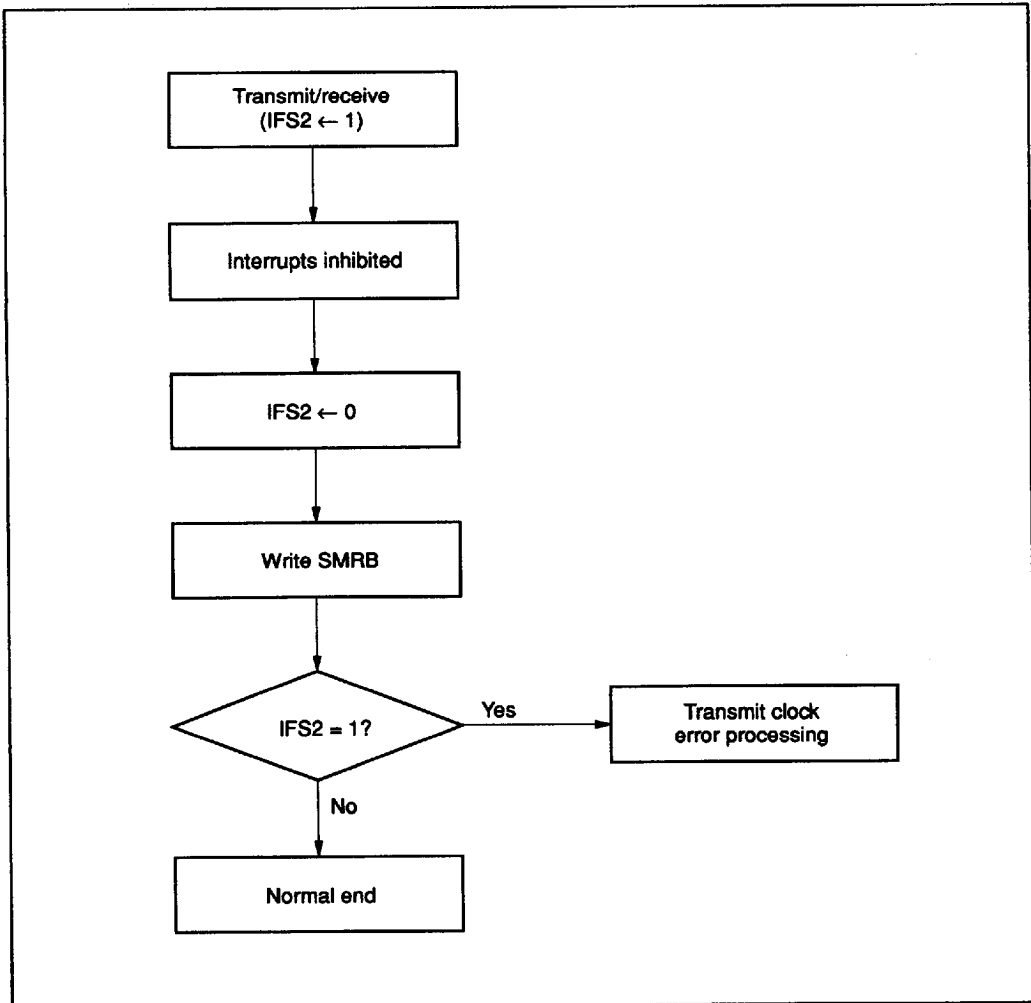 Transmit/receive
(IFS2 ← 1)
Interrupts inhibited
IFS2 ← 0
Write SMRB
IFS2 = 1?
Yes
Transmit clock
error processing
No
Normal end